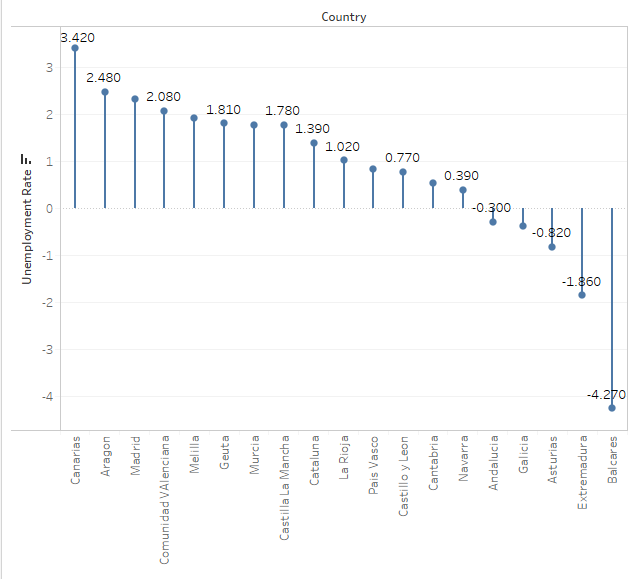 Country
3.420
2.480
2.080
1.810
1.780
1.390
1.020
0.770
0.390
-0.300
-0.820
-1.860
-4.270
3
2
1
0
-1
-2
-3
-4
Unemployment Rate
Canarias
Aragon
Madrid
Comunidad VAlenciana
Melilla
Geuta
Murcia
Castilla La Mancha
Cataluna
La Rioja
Pais Vasco
Castillo y Leon
Cantabria
Navarra
Andalucia
Galicia
Asturias
Extremadura
Balcares